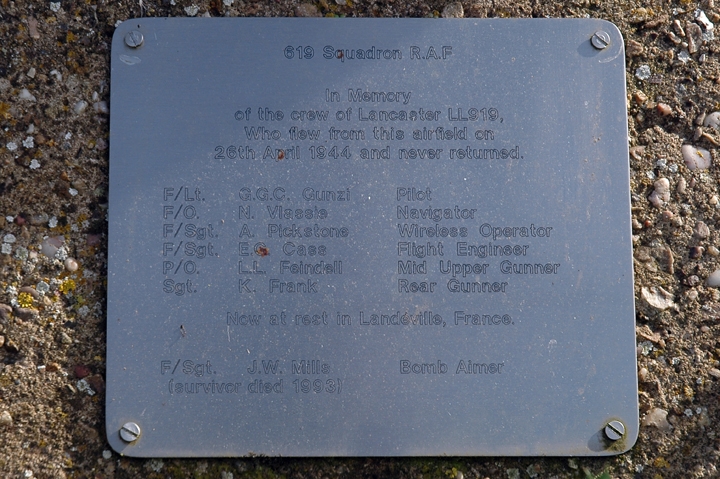 619 Squadron R.A.F
In Memory
of the crew of Lancaster LL919,
Who flew from this airfield on
26th April 1944 and never returned.
F/Lt. G.G.C. Gunzi Pilot
F/O. N. Vlassie Navigator
F/Sgt. A. Pickstone Wireless Operator
F/Sgt. E.G. Cass Flight Engineer
P/O. L.L. Feindell Mid Upper Gunner
Sgt. K. Frank Rear Gunner
Now at rest in Landéville, France.
F/Sgt. J.W. Mills Bomb Aimer
(survivor died 1993)